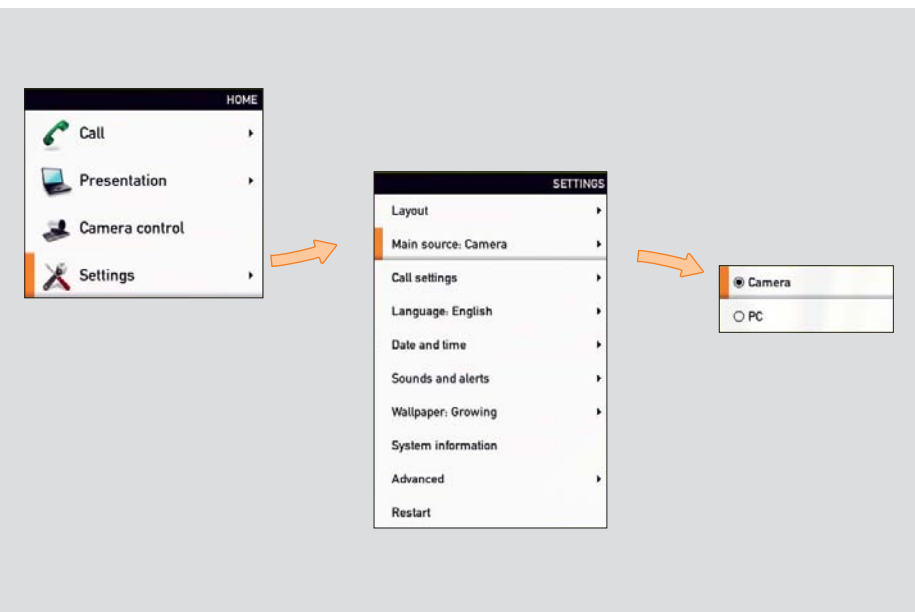 HOME
Call
Presentation
Camera control
Settings
SETTINGS
Layout
Main source: Camera
Call settings
Language: English
Date and time
Sounds and alerts
Wallpaper: Growing
System information
Advanced
Restart
Camera
PC